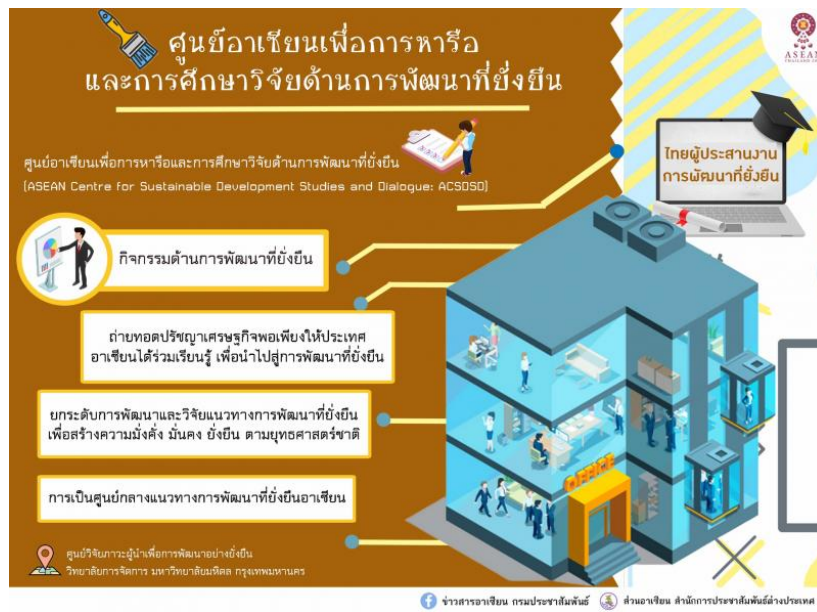 ศูนย์อาเซียนเพื่อการหารือ
และการศึกษาวิจัยด้านการพัฒนาที่ยั่งยืน
ASEAN
ไทยผู้ประสานงาน
การพัฒนาที่ยั่งยืน
ศูนย์อาเซียนเพื่อการหารือและการศึกษาวิจัยด้านการพัฒนาที่ยั่งยืน
(ASEAN Centre for Sustainable Development Studies and Dialogue: ACSDSD)
กิจกรรมด้านการพัฒนาที่ยั่งยืน
ถ่ายทอดปรัชญาเศรษฐกิจพอเพียงให้ประเทศ
อาเซียนได้ร่วมเรียนรู้ เพื่อนำไปสู่การพัฒนาที่ยั่งยืน
ยกระดับการพัฒนาและวิจัยแนวทางการพัฒนาที่ยั่งยืน
เพื่อสร้างความมั่งคั่ง มั่นคง ยั่งยืน ตามยุทธศาสตร์ชาติ
การเป็นศูนย์กลางแนวทางการพัฒนาที่ยั่งยืนอาเซียน
OFFICE
ศูนย์วิจัยภาวะผู้นำเพื่อการพัฒนาอย่างยั่งยืน
วิทยาลัยการจัดการ มหาวิทยาลัยมหิดล กรุงเทพมหานคร
ข่าวสารอาเซียน กรมประชาสัมพันธ์ ส่วนอาเซียน สำนักการประชาสัมพันธ์ต่างประเทศ